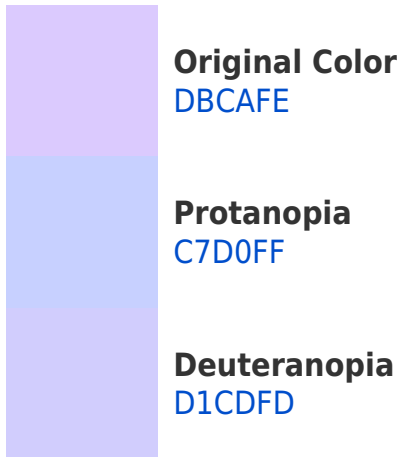 Original Color
DBCAFE
Protanopia
C7D0FF
Deuteranopia
D1CDFD